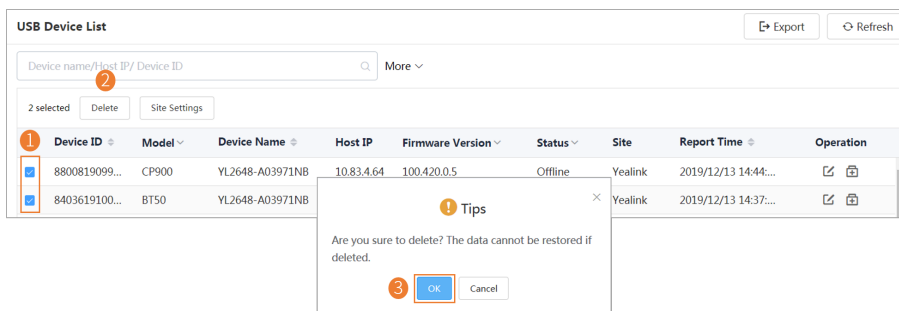 USB Device List
Export
Refresh
Device name/Host IP/ Device ID
More
2
2 selected
Delete
Site Settings
1
Device ID Model Device Name Host IP Firmware Version Status Site Report Time Operation
8800819099... CP900 YL2648-A03971NB 10.83.4.64 100.420.0.5 Offline Yealink 2019/12/13 14:44:...
8403619100... BT50 YL2648-A03971NB Yealink 2019/12/13 14:37:...
Tips
Are you sure to delete? The data cannot be restored if
deleted.
3
OK
Cancel